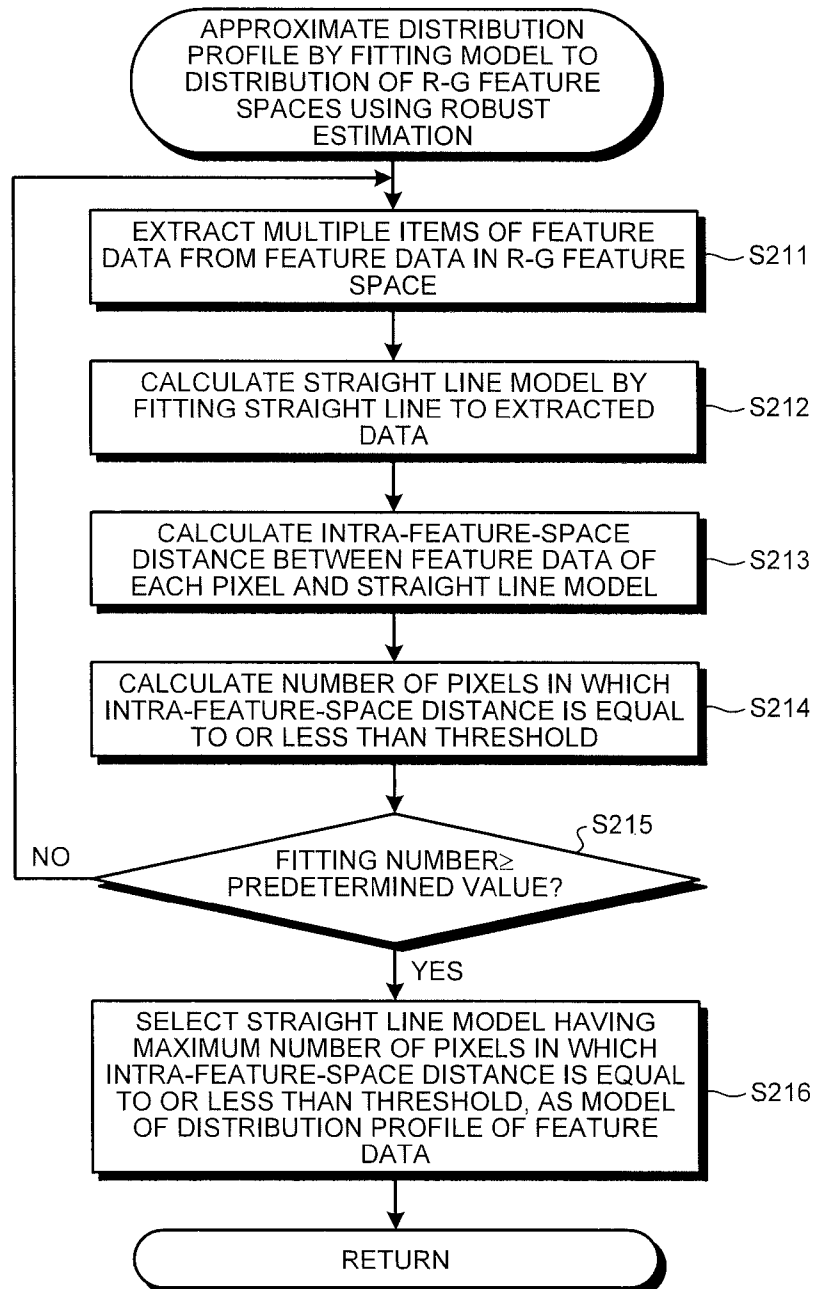 APPROXIMATE DISTRIBUTION
PROFILE BY FITTING MODEL TO
DISTRIBUTION OF R-G FEATURE
SPACES USING ROBUST
ESTIMATION
EXTRACT MULTIPLE ITEMS OF FEATURE
DATA FROM FEATURE DATA IN R-G FEATURE
SPACE
S211
CALCULATE STRAIGHT LINE MODEL BY
FITTING STRAIGHT LINE TO EXTRACTED
DATA
S212
CALCULATE INTRA-FEATURE-SPACE
DISTANCE BETWEEN FEATURE DATA OF
EACH PIXEL AND STRAIGHT LINE MODEL
S213
CALCULATE NUMBER OF PIXELS IN WHICH
INTRA-FEATURE-SPACE DISTANCE IS EQUAL
TO OR LESS THAN THRESHOLD
S214
S215
NO
FITTING NUMBER≥
PREDETERMINED VALUE?
YES
SELECT STRAIGHT LINE MODEL HAVING
MAXIMUM NUMBER OF PIXELS IN WHICH
INTRA-FEATURE-SPACE DISTANCE IS EQUAL
TO OR LESS THAN THRESHOLD, AS MODEL
OF DISTRIBUTION PROFILE OF FEATURE
DATA
S216
RETURN